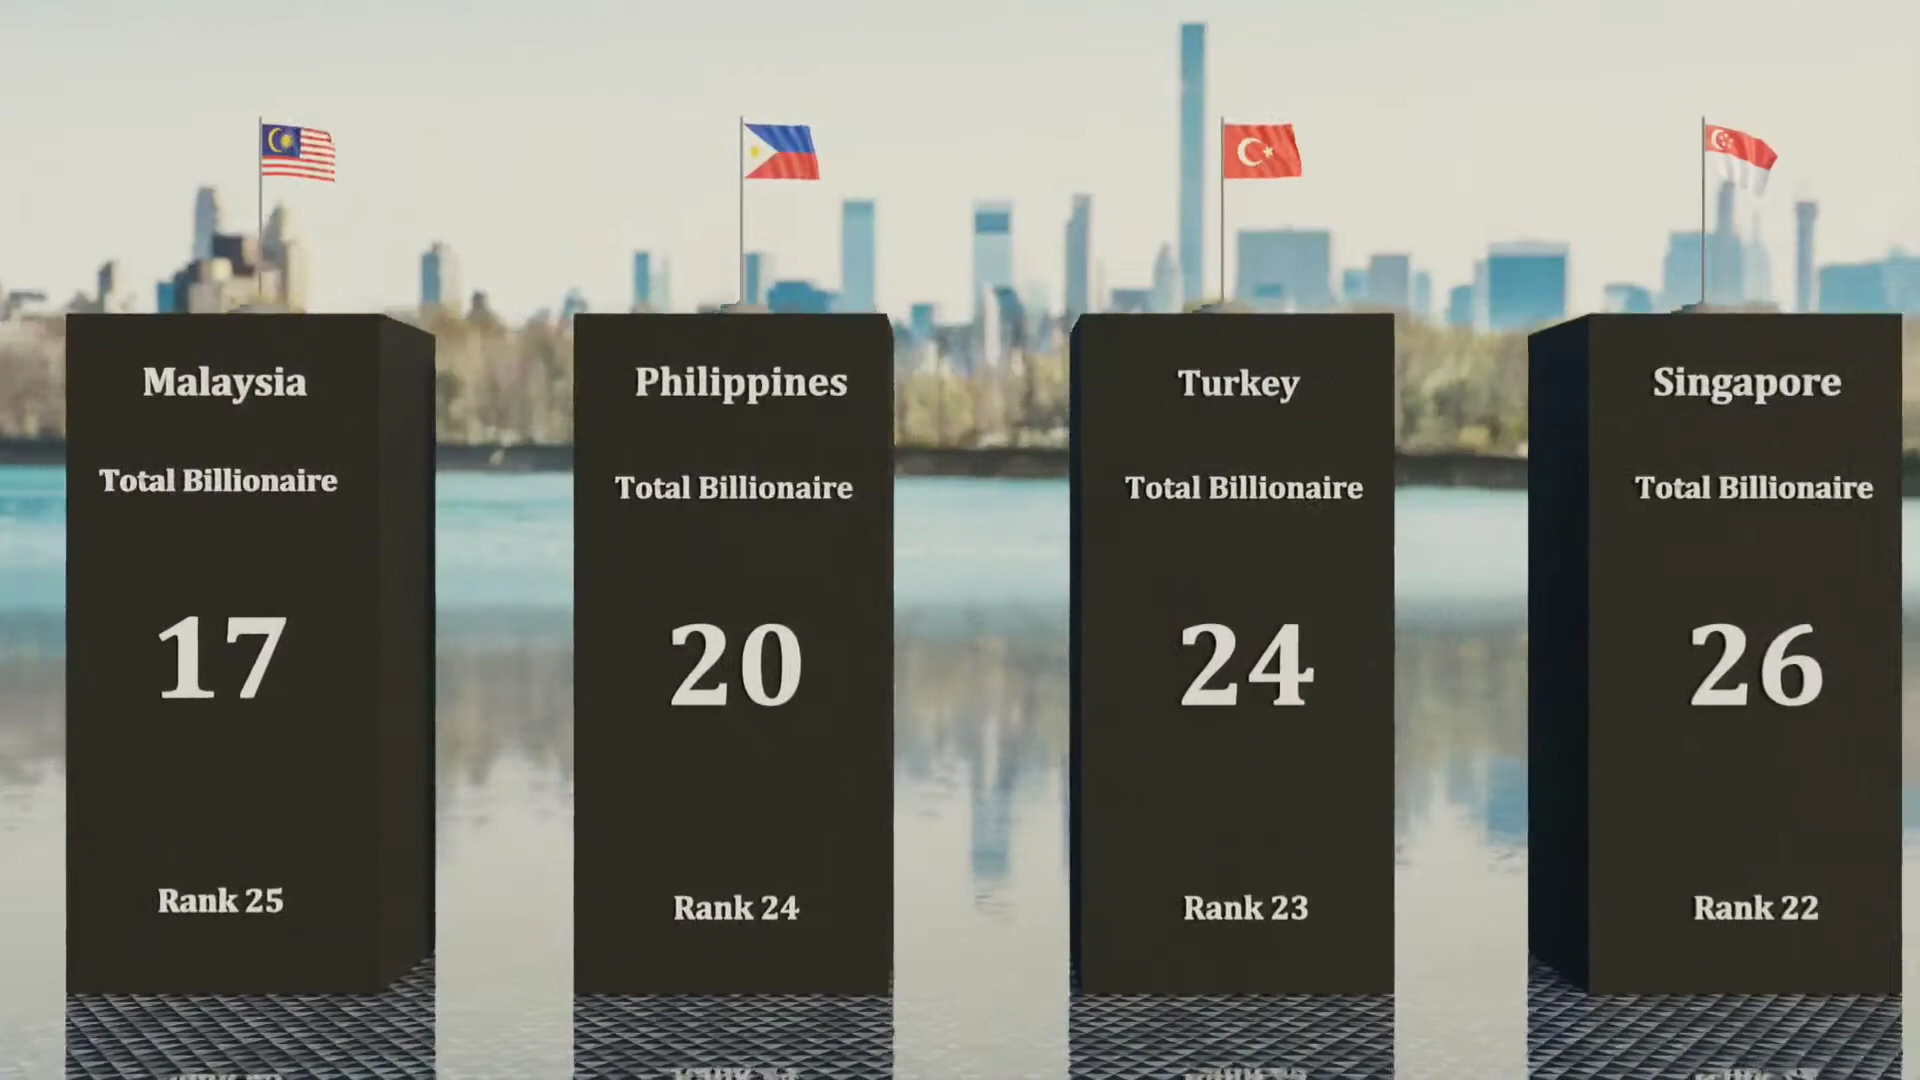 Malaysia
Total Billionaire
17
Rank 25
Philippines
Total Billionaire
20
Rank 24
Turkey
Total Billionaire
24
Rank 23
Singapore
Total Billionaire
26
Rank 22